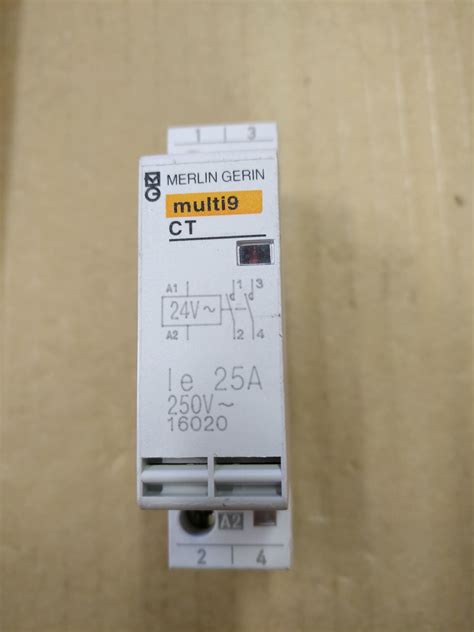 1 3
MERLIN GERIN
multi9
CT
A1 1 3
24V~
A2 2 4
Ie 25A
250V~
16020
A2
2 4